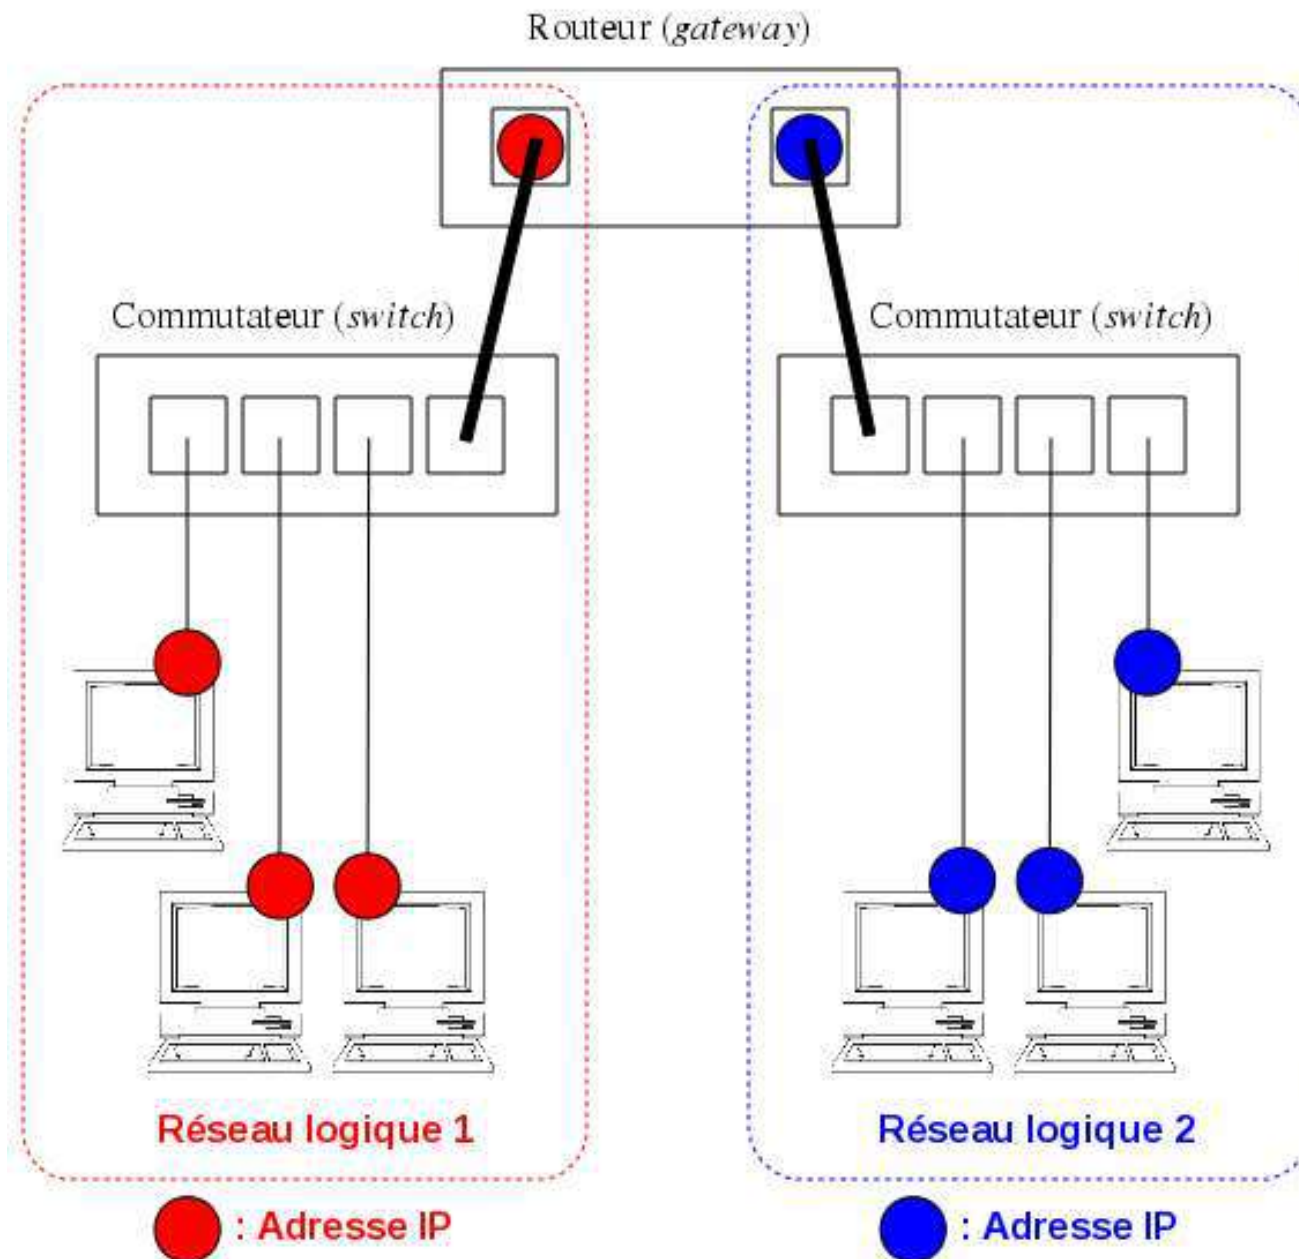 Routeur (gateway)
Commutateur (switch)
Commutateur (switch)
Réseau logique 1
Réseau logique 2
: Adresse IP
: Adresse IP